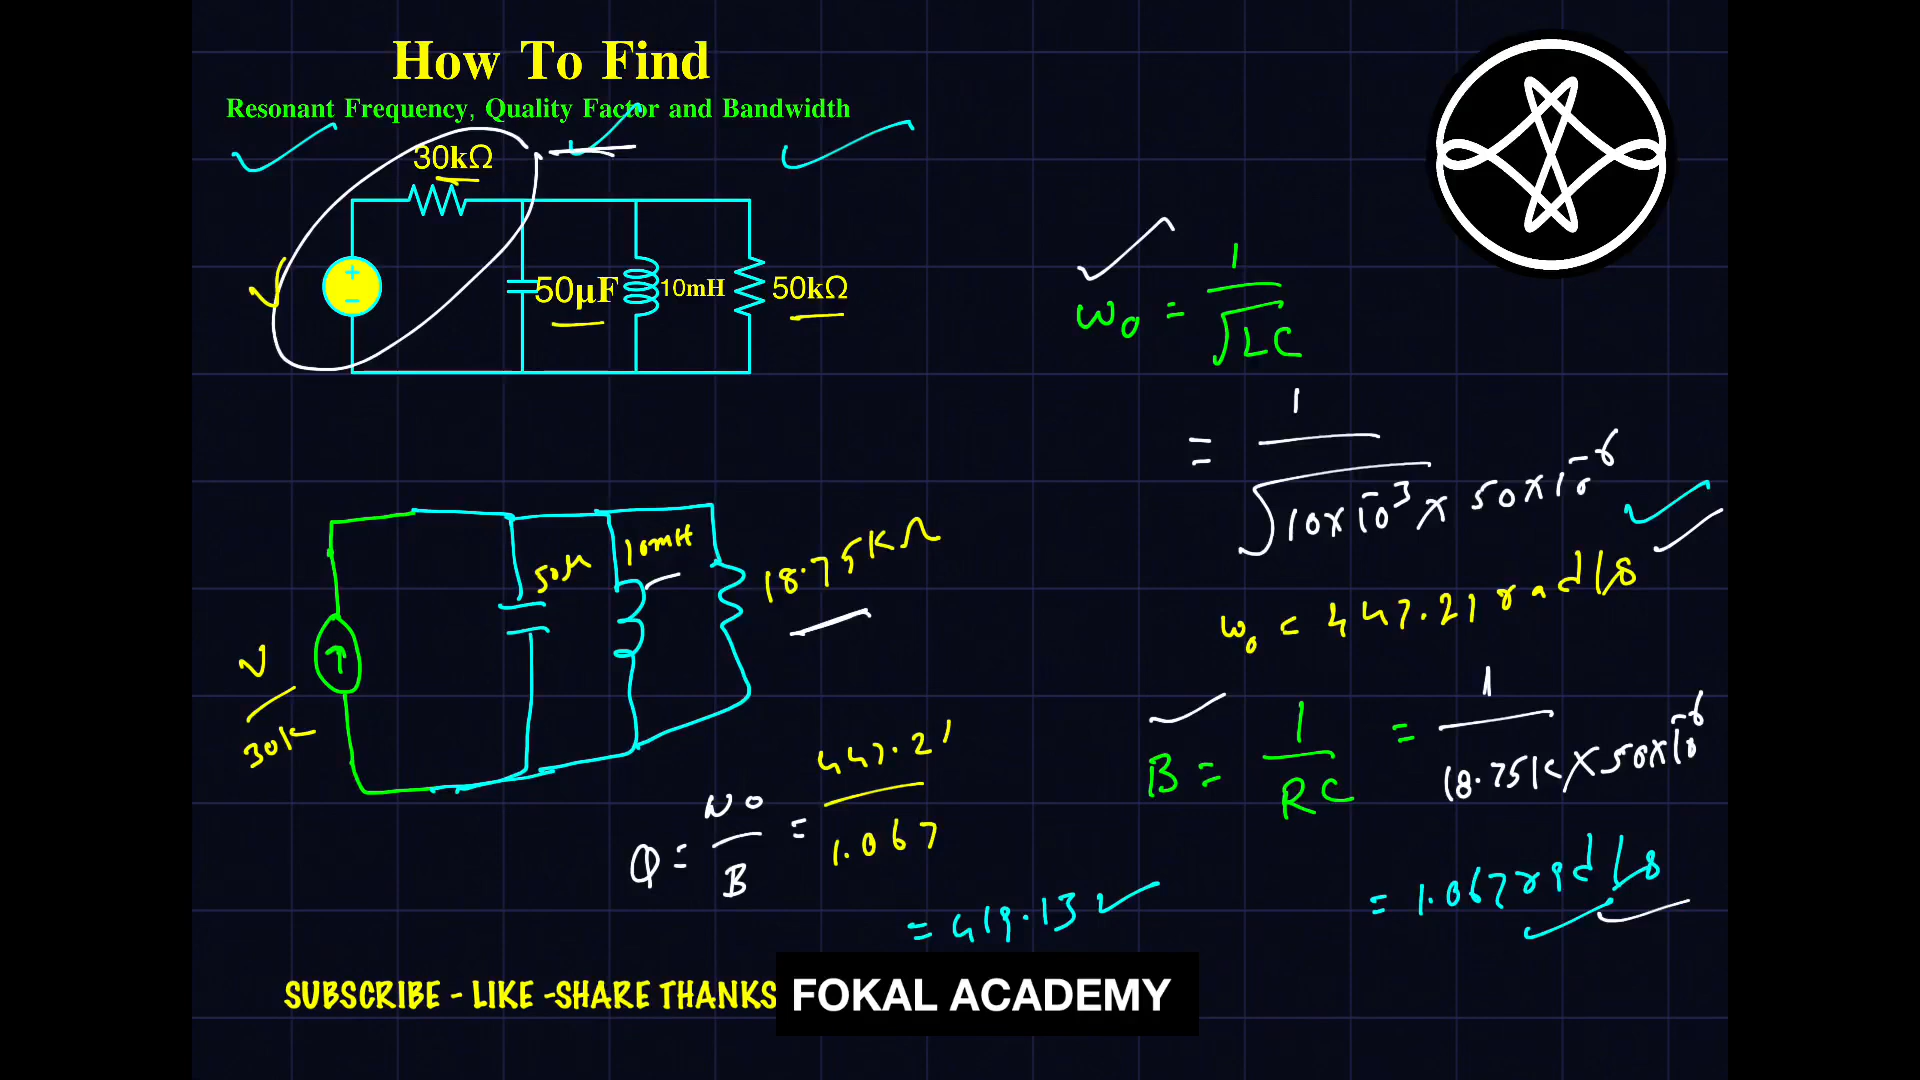 How To Find
Resonant Frequency, Quality Factor and Bandwidth
30kΩ
+
−
50μF
10mH
50kΩ
ω₀ = 1/√LC
= 1/√10×10⁻³ × 50×10⁻⁶
ω₀ = 447.21 rad/s
50μ
10mH
18.75KΩ
V/30K
B = 1/RC = 1/18.75K × 50×10⁻⁶
= 1.067 rad/s
Q = ω₀/B = 447.21/1.067
= 419.13
SUBSCRIBE - LIKE -SHARE THANKS
FOKAL ACADEMY